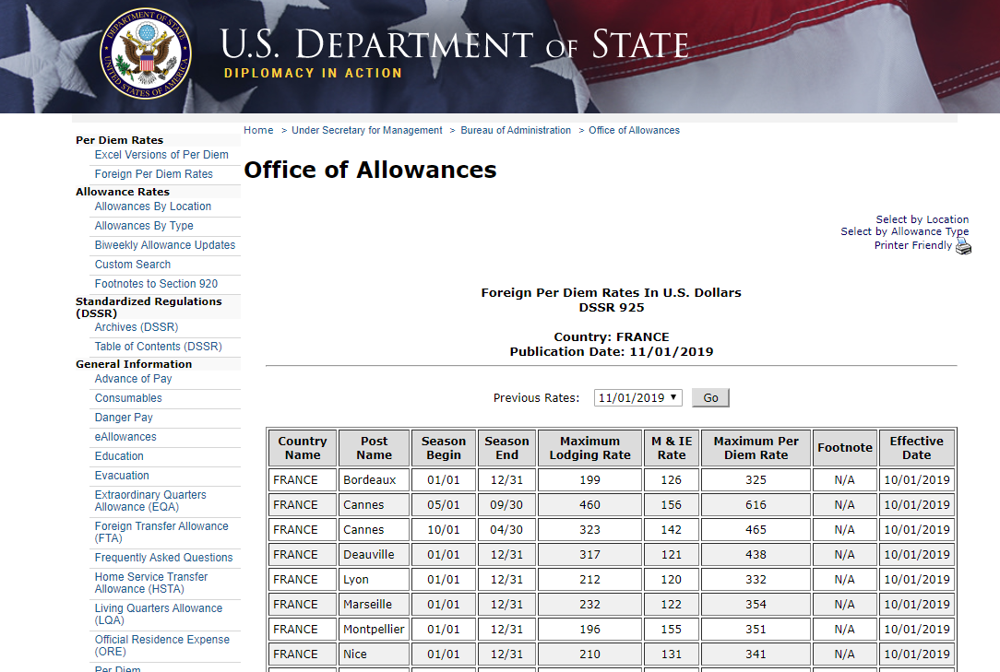 DEPARTMENT OF STATE
UNITED STATES OF AMERICA
U.S. DEPARTMENT OF STATE
DIPLOMACY IN ACTION
Home > Under Secretary for Management > Bureau of Administration > Office of Allowances
Per Diem Rates
Excel Versions of Per Diem
Foreign Per Diem Rates
Allowance Rates
Allowances By Location
Allowances By Type
Biweekly Allowance Updates
Custom Search
Footnotes to Section 920
Standardized Regulations
(DSSR)
Archives (DSSR)
Table of Contents (DSSR)
General Information
Advance of Pay
Consumables
Danger Pay
eAllowances
Education
Evacuation
Extraordinary Quarters
Allowance (EQA)
Foreign Transfer Allowance
(FTA)
Frequently Asked Questions
Home Service Transfer
Allowance (HSTA)
Living Quarters Allowance
(LQA)
Official Residence Expense
(ORE)
Per Diem
Office of Allowances
Select by Location
Select by Allowance Type
Printer Friendly
Foreign Per Diem Rates In U.S. Dollars
DSSR 925
Country: FRANCE
Publication Date: 11/01/2019
Previous Rates: 11/01/2019 Go
Country Name Post Name Season Begin Season End Maximum Lodging Rate M & IE Rate Maximum Per Diem Rate Footnote Effective Date
FRANCE Bordeaux 01/01 12/31 199 126 325 N/A 10/01/2019
FRANCE Cannes 05/01 09/30 460 156 616 N/A 10/01/2019
FRANCE Cannes 10/01 04/30 323 142 465 N/A 10/01/2019
FRANCE Deauville 01/01 12/31 317 121 438 N/A 10/01/2019
FRANCE Lyon 01/01 12/31 212 120 332 N/A 10/01/2019
FRANCE Marseille 01/01 12/31 232 122 354 N/A 10/01/2019
FRANCE Montpellier 01/01 12/31 196 155 351 N/A 10/01/2019
FRANCE Nice 01/01 12/31 210 131 341 N/A 10/01/2019